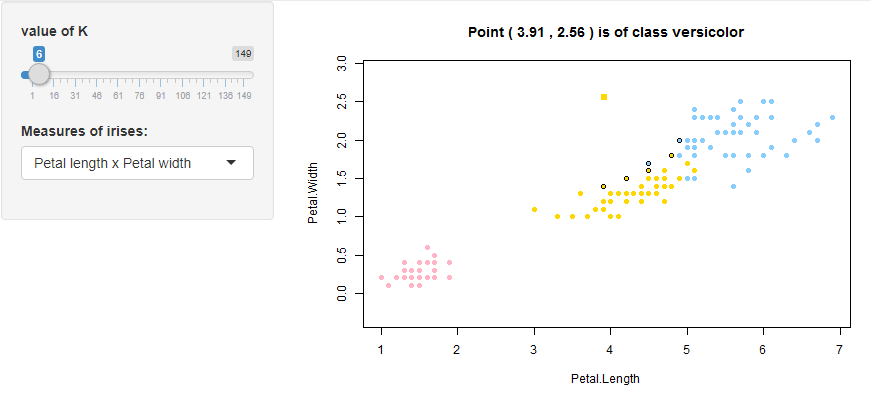 value of K
6
149
1 16 31 46 61 76 91 106 121 136 149
Measures of irises:
Petal length x Petal width
Point ( 3.91 , 2.56 ) is of class versicolor
Petal.Width
3.0
2.5
2.0
1.5
1.0
0.5
0.0
1 2 3 4 5 6 7
Petal.Length